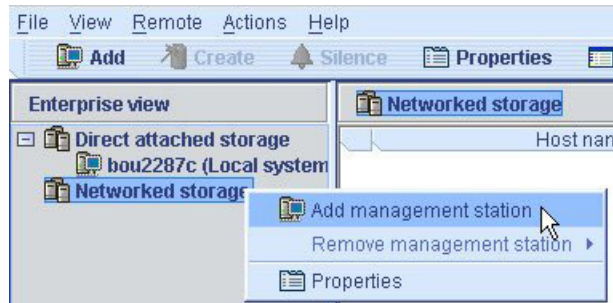 File View Remote Actions Help
Add Create Silence Properties
Enterprise view
Networked storage
Direct attached storage
Host nam
bou2287c (Local system
Networked storage
Add management station
Remove management station
Properties